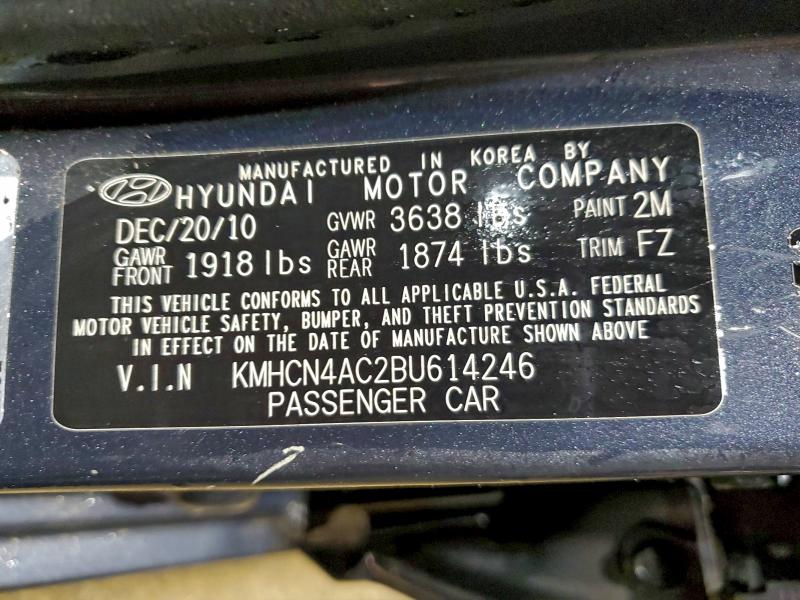 MANUFACTURED IN KOREA BY
HYUNDAI MOTOR COMPANY
DEC/20/10 GVWR 3638 lbs PAINT 2M
GAWR FRONT 1918 lbs GAWR REAR 1874 lbs TRIM FZ
THIS VEHICLE CONFORMS TO ALL APPLICABLE U.S.A. FEDERAL
MOTOR VEHICLE SAFETY, BUMPER, AND THEFT PREVENTION STANDARDS
IN EFFECT ON THE DATE OF MANUFACTURE SHOWN ABOVE
V.I.N KMHCN4AC2BU614246
PASSENGER CAR